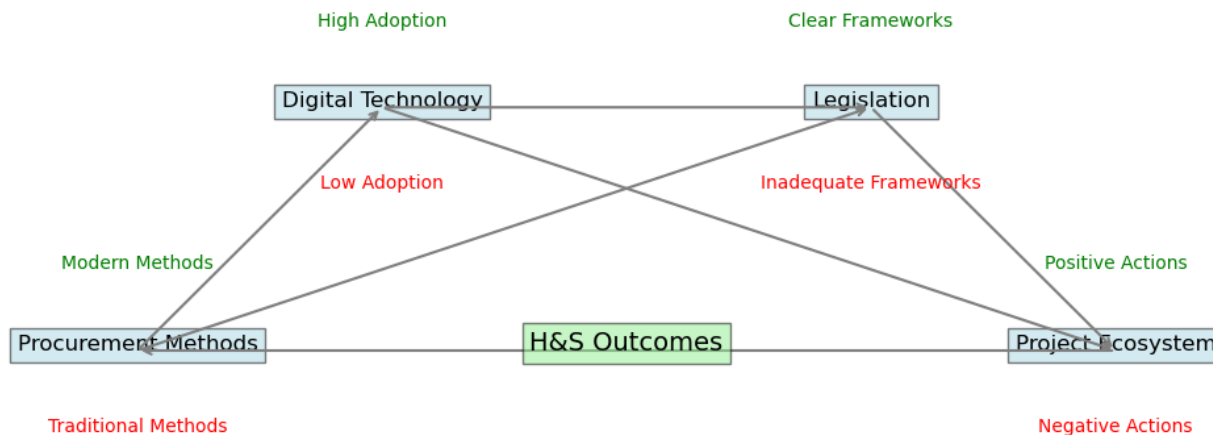 High Adoption
Clear Frameworks
Digital Technology
Legislation
Low Adoption
Inadequate Frameworks
Modern Methods
Positive Actions
Procurement Methods
H&S Outcomes
Project Ecosystem
Traditional Methods
Negative Actions